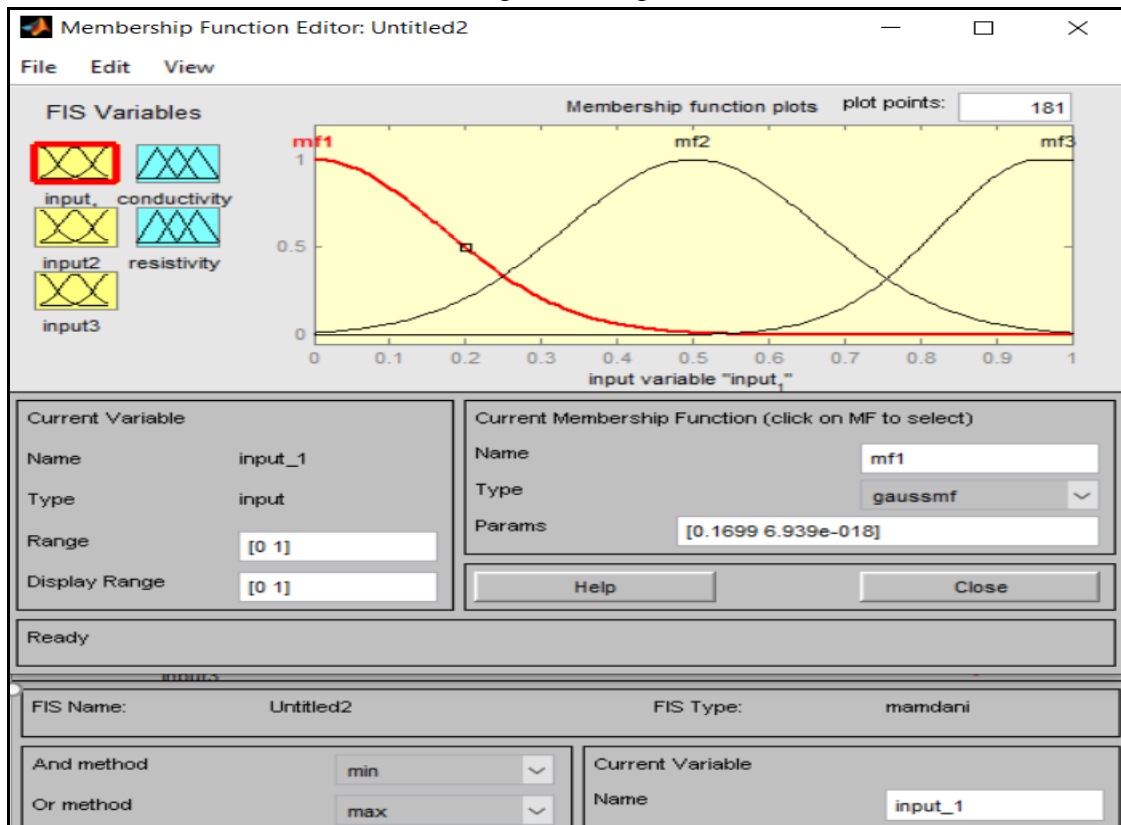 Membership Function Editor: Untitled2
File Edit View
FIS Variables
Membership function plots plot points: 181
input, conductivity
input2 resistivity
input3
mf1 mf2 mf3
1
0.5
0
0 0.1 0.2 0.3 0.4 0.5 0.6 0.7 0.8 0.9 1
input variable "input,1"
Current Variable
Name input_1
Type input
Range [0 1]
Display Range [0 1]
Current Membership Function (click on MF to select)
Name mf1
Type gaussmf
Params [0.1699 6.939e-018]
Help Close
Ready
input3
FIS Name: Untitled2 FIS Type: mamdani
And method min
Or method max
Current Variable
Name input_1